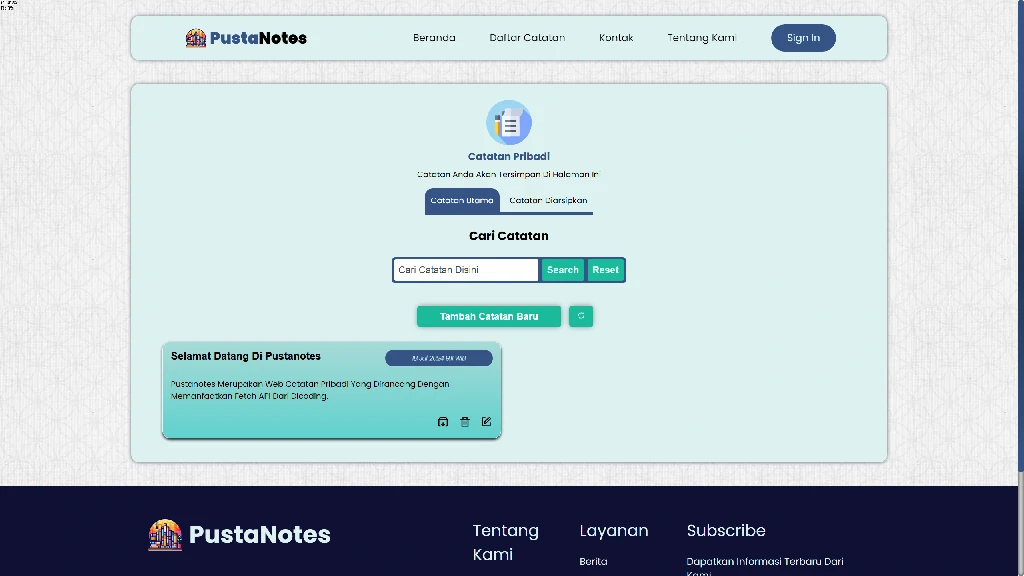 PustaNotes
Beranda
Daftar Catatan
Kontak
Tentang Kami
Sign In
Catatan Pribadi
Catatan Anda Akan Tersimpan Di Halaman Ini
Catatan Utama
Catatan Diarsipkan
Cari Catatan
Cari Catatan Disini
Search
Reset
Tambah Catatan Baru
Selamat Datang Di Pustanotes
Pustanotes Merupakan Web Catatan Pribadi Yang Dirancang Dengan
Memanfaatkan Fetch API Dari Dicoding.
PustaNotes
Tentang
Kami
Layanan
Berita
Subscribe
Dapatkan Informasi Terbaru Dari
Kami